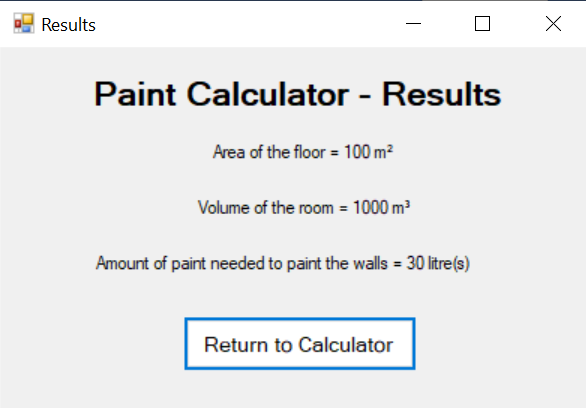 Results
Paint Calculator - Results
Area of the floor = 100 m²
Volume of the room = 1000 m³
Amount of paint needed to paint the walls = 30 litre(s)
Return to Calculator